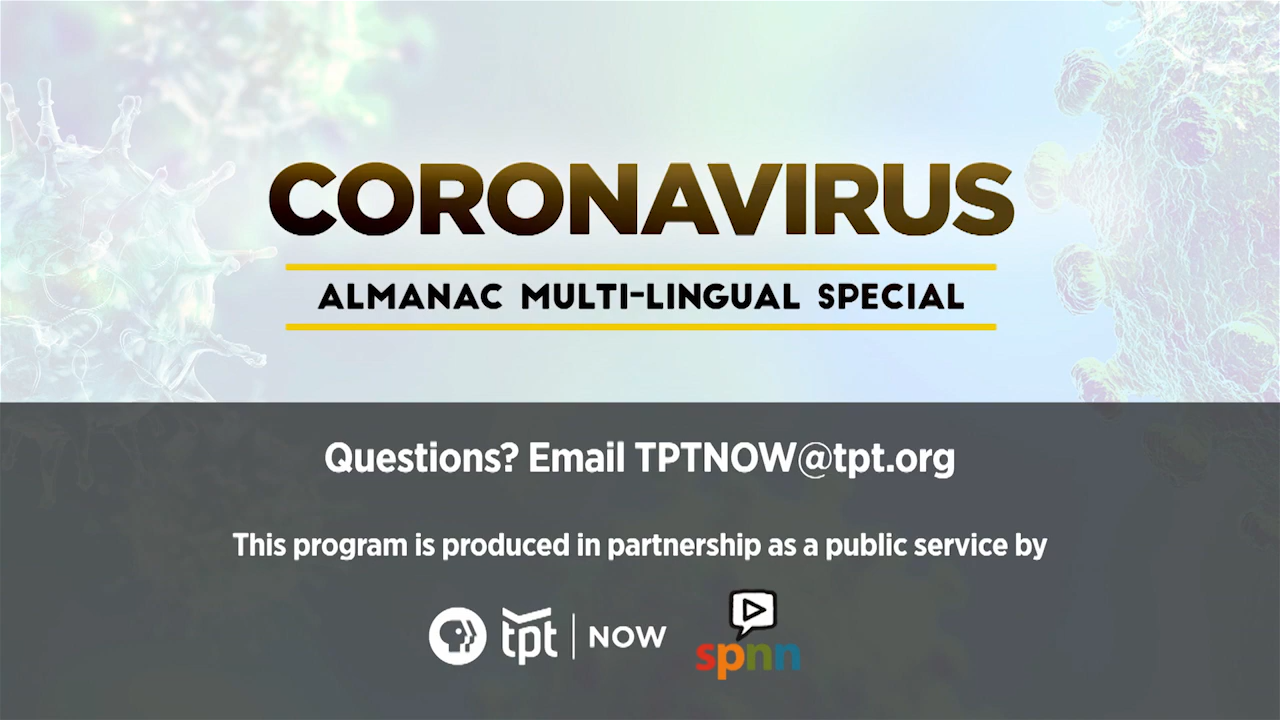 CORONAVIRUS
ALMANAC MULTI-LINGUAL SPECIAL
Questions? Email TPTNOW@tpt.org
This program is produced in partnership as a public service by
tpt | NOW spnn